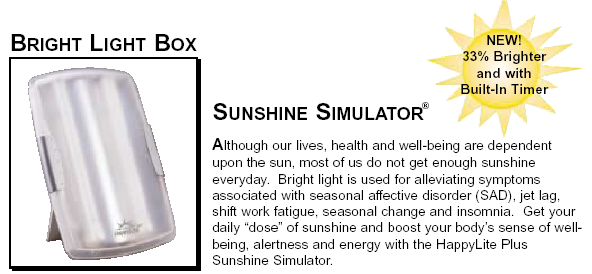 BRIGHT LIGHT BOX
NEW!
33% Brighter
and with
Built-In Timer
SUNSHINE SIMULATOR®
Although our lives, health and well-being are dependent
upon the sun, most of us do not get enough sunshine
everyday.  Bright light is used for alleviating symptoms
associated with seasonal affective disorder (SAD), jet lag,
shift work fatigue, seasonal change and insomnia.  Get your
daily “dose” of sunshine and boost your body’s sense of well-
being, alertness and energy with the HappyLite Plus
Sunshine Simulator.